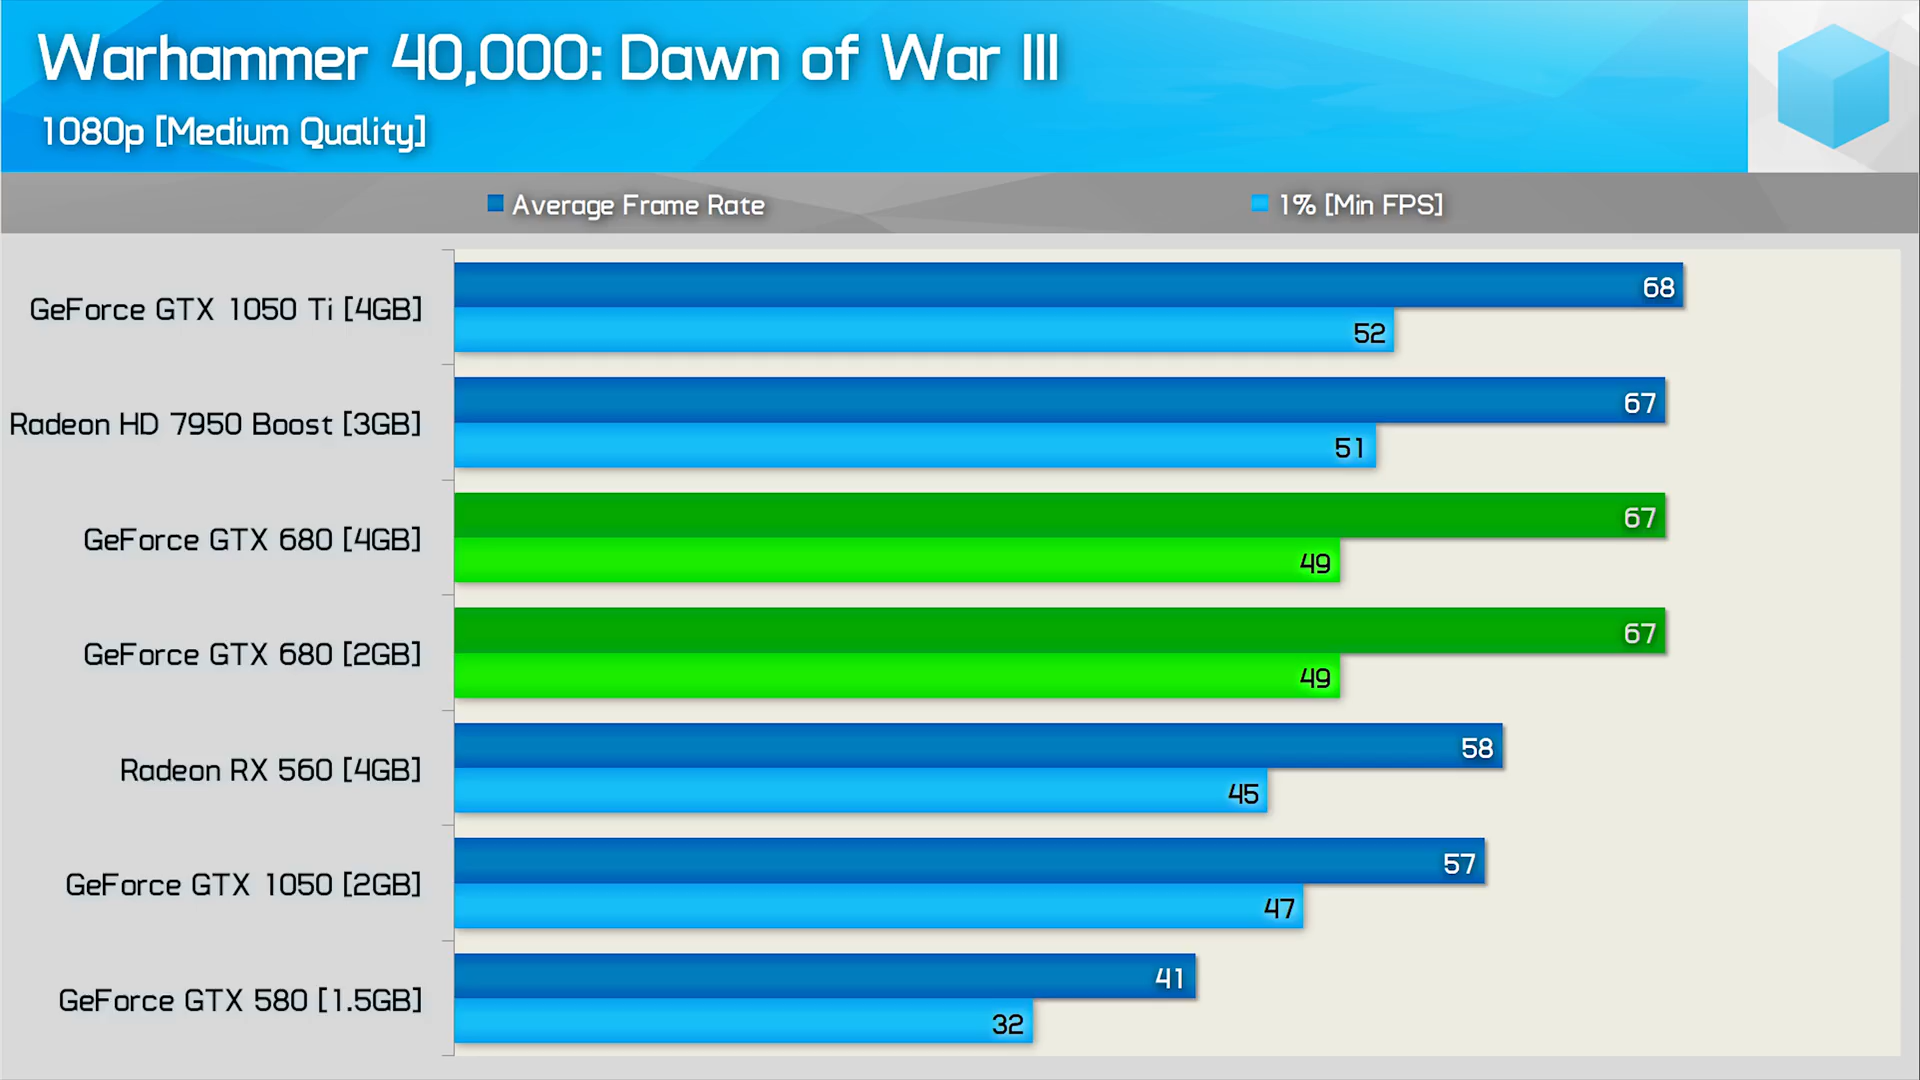 Warhammer 40,000: Dawn of War III
1080p [Medium Quality]
Average Frame Rate
1% [Min FPS]
GeForce GTX 1050 Ti [4GB]
68
52
Radeon HD 7950 Boost [3GB]
67
51
GeForce GTX 680 [4GB]
67
49
GeForce GTX 680 [2GB]
67
49
Radeon RX 560 [4GB]
58
45
GeForce GTX 1050 [2GB]
57
47
GeForce GTX 580 [1.5GB]
41
32